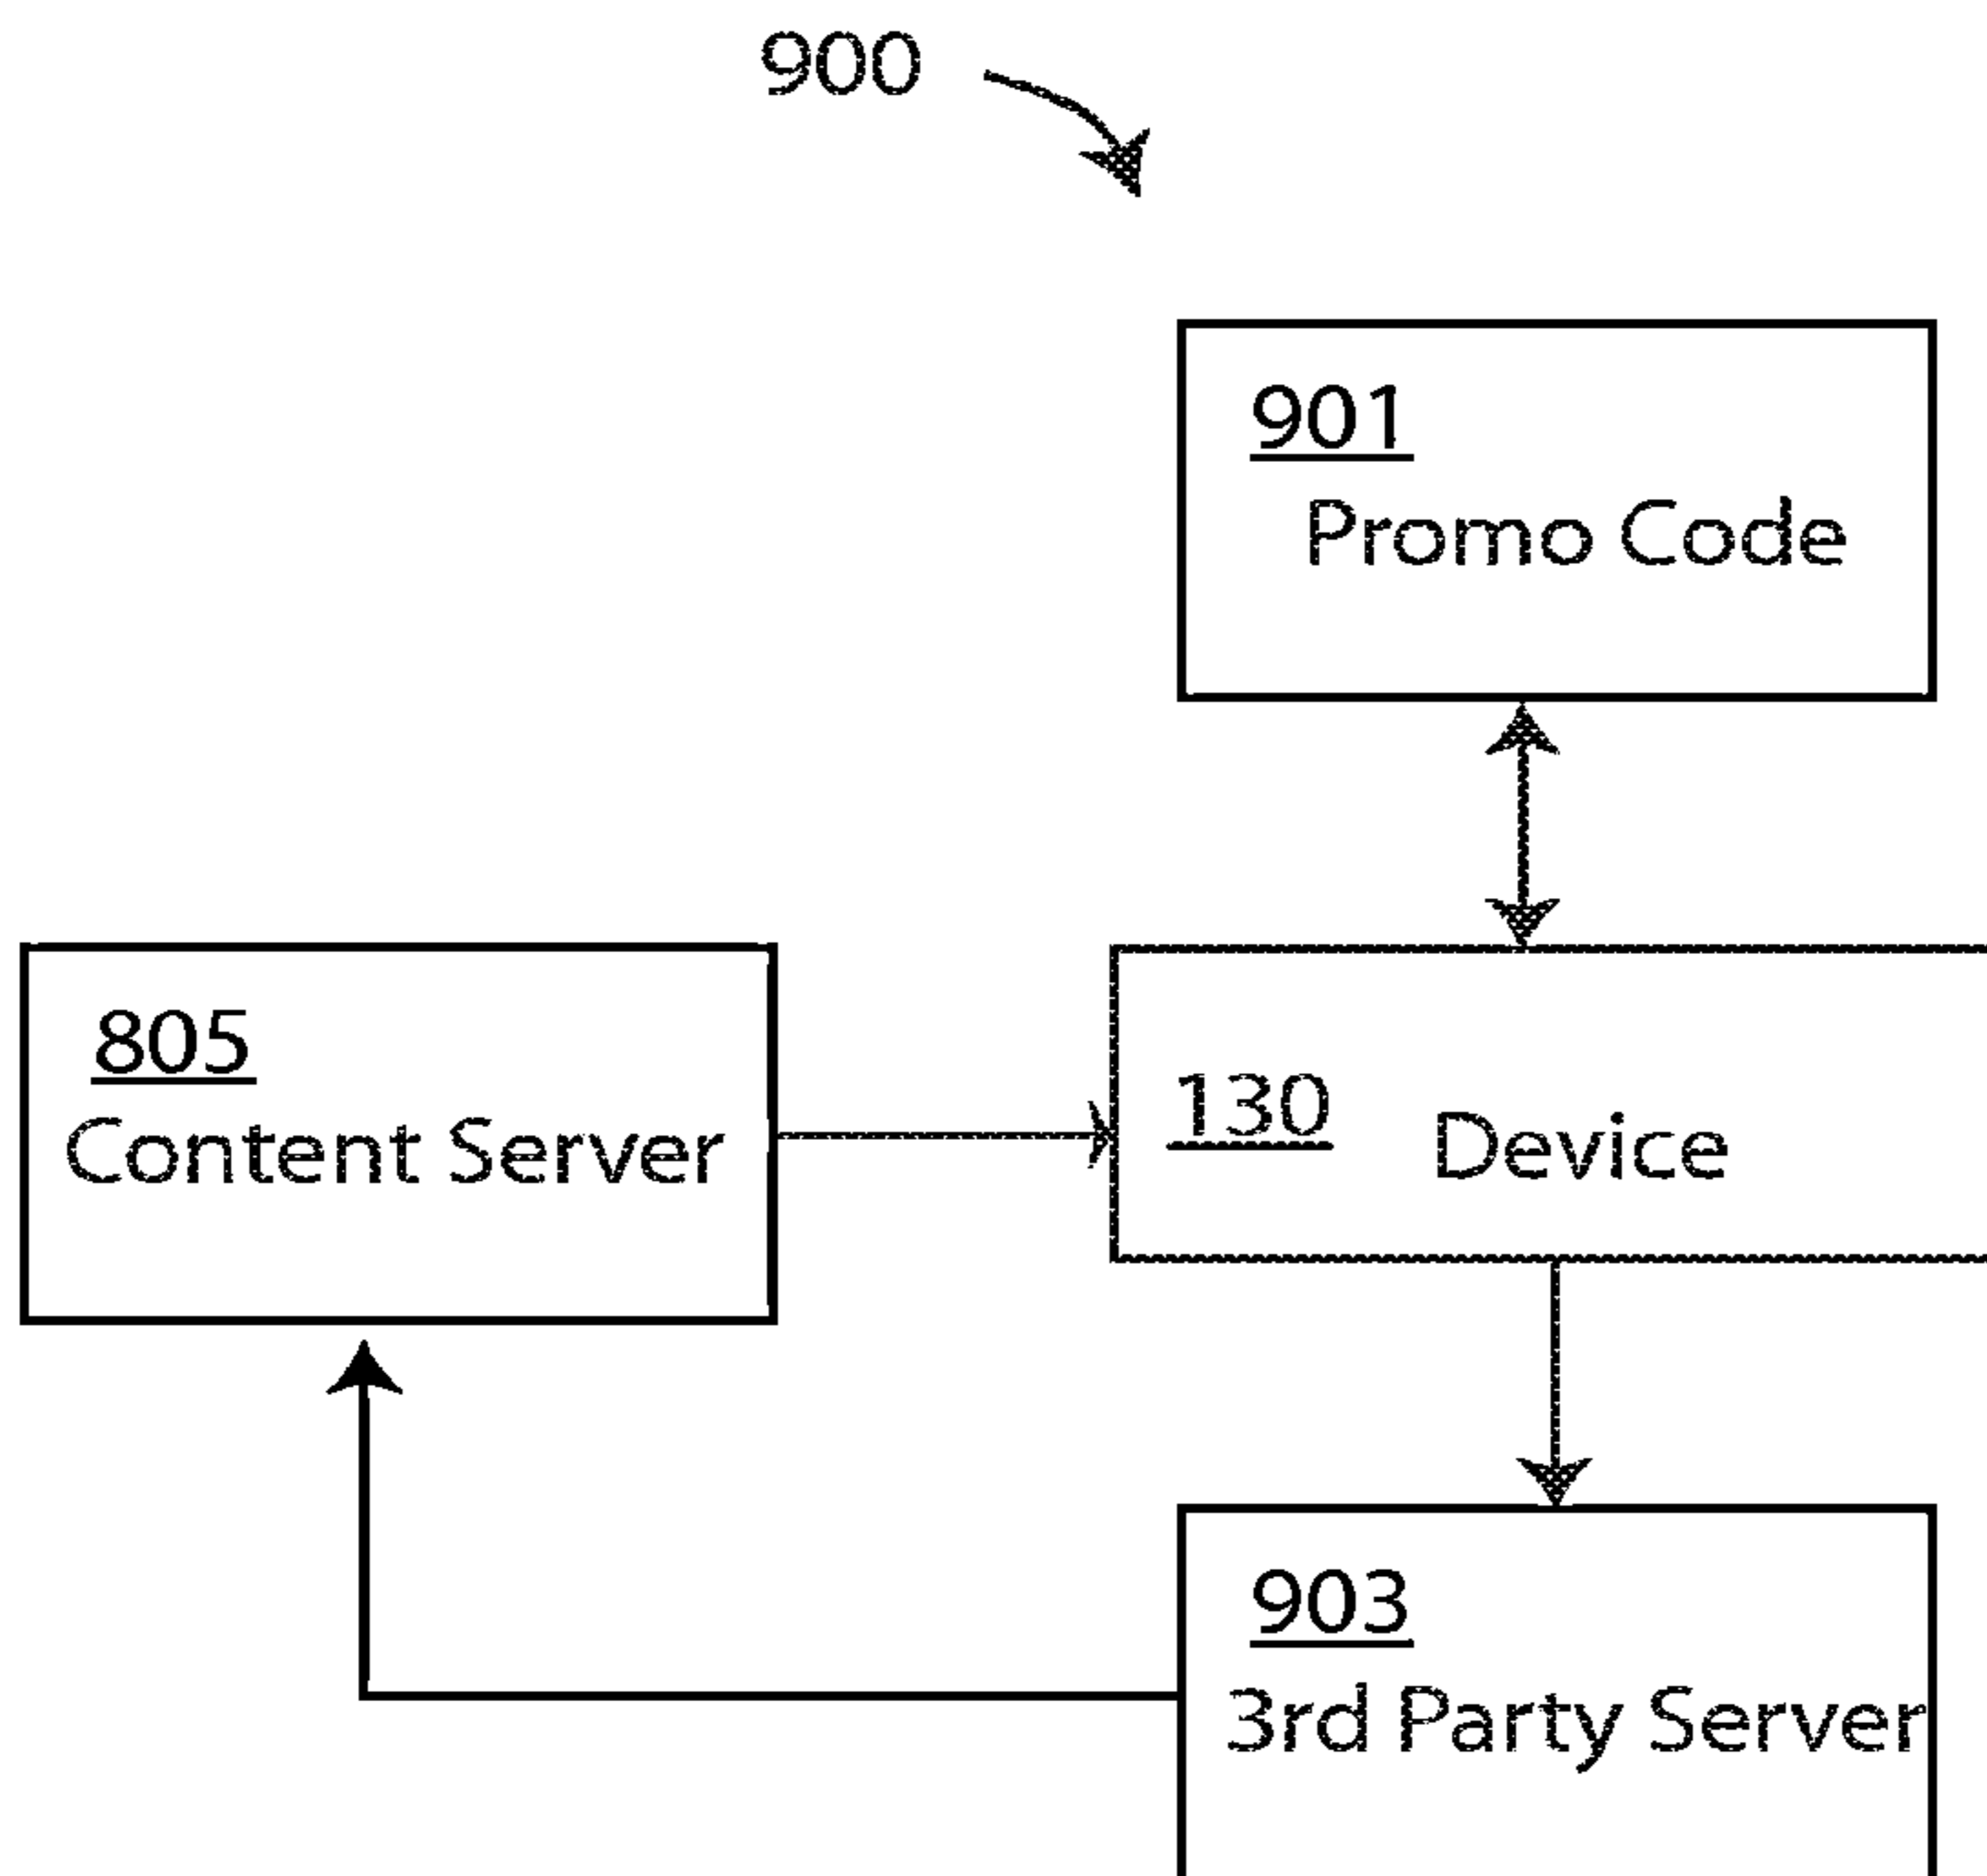 900
901
Promo Code
805
Content Server
130
Device
903
3rd Party Server